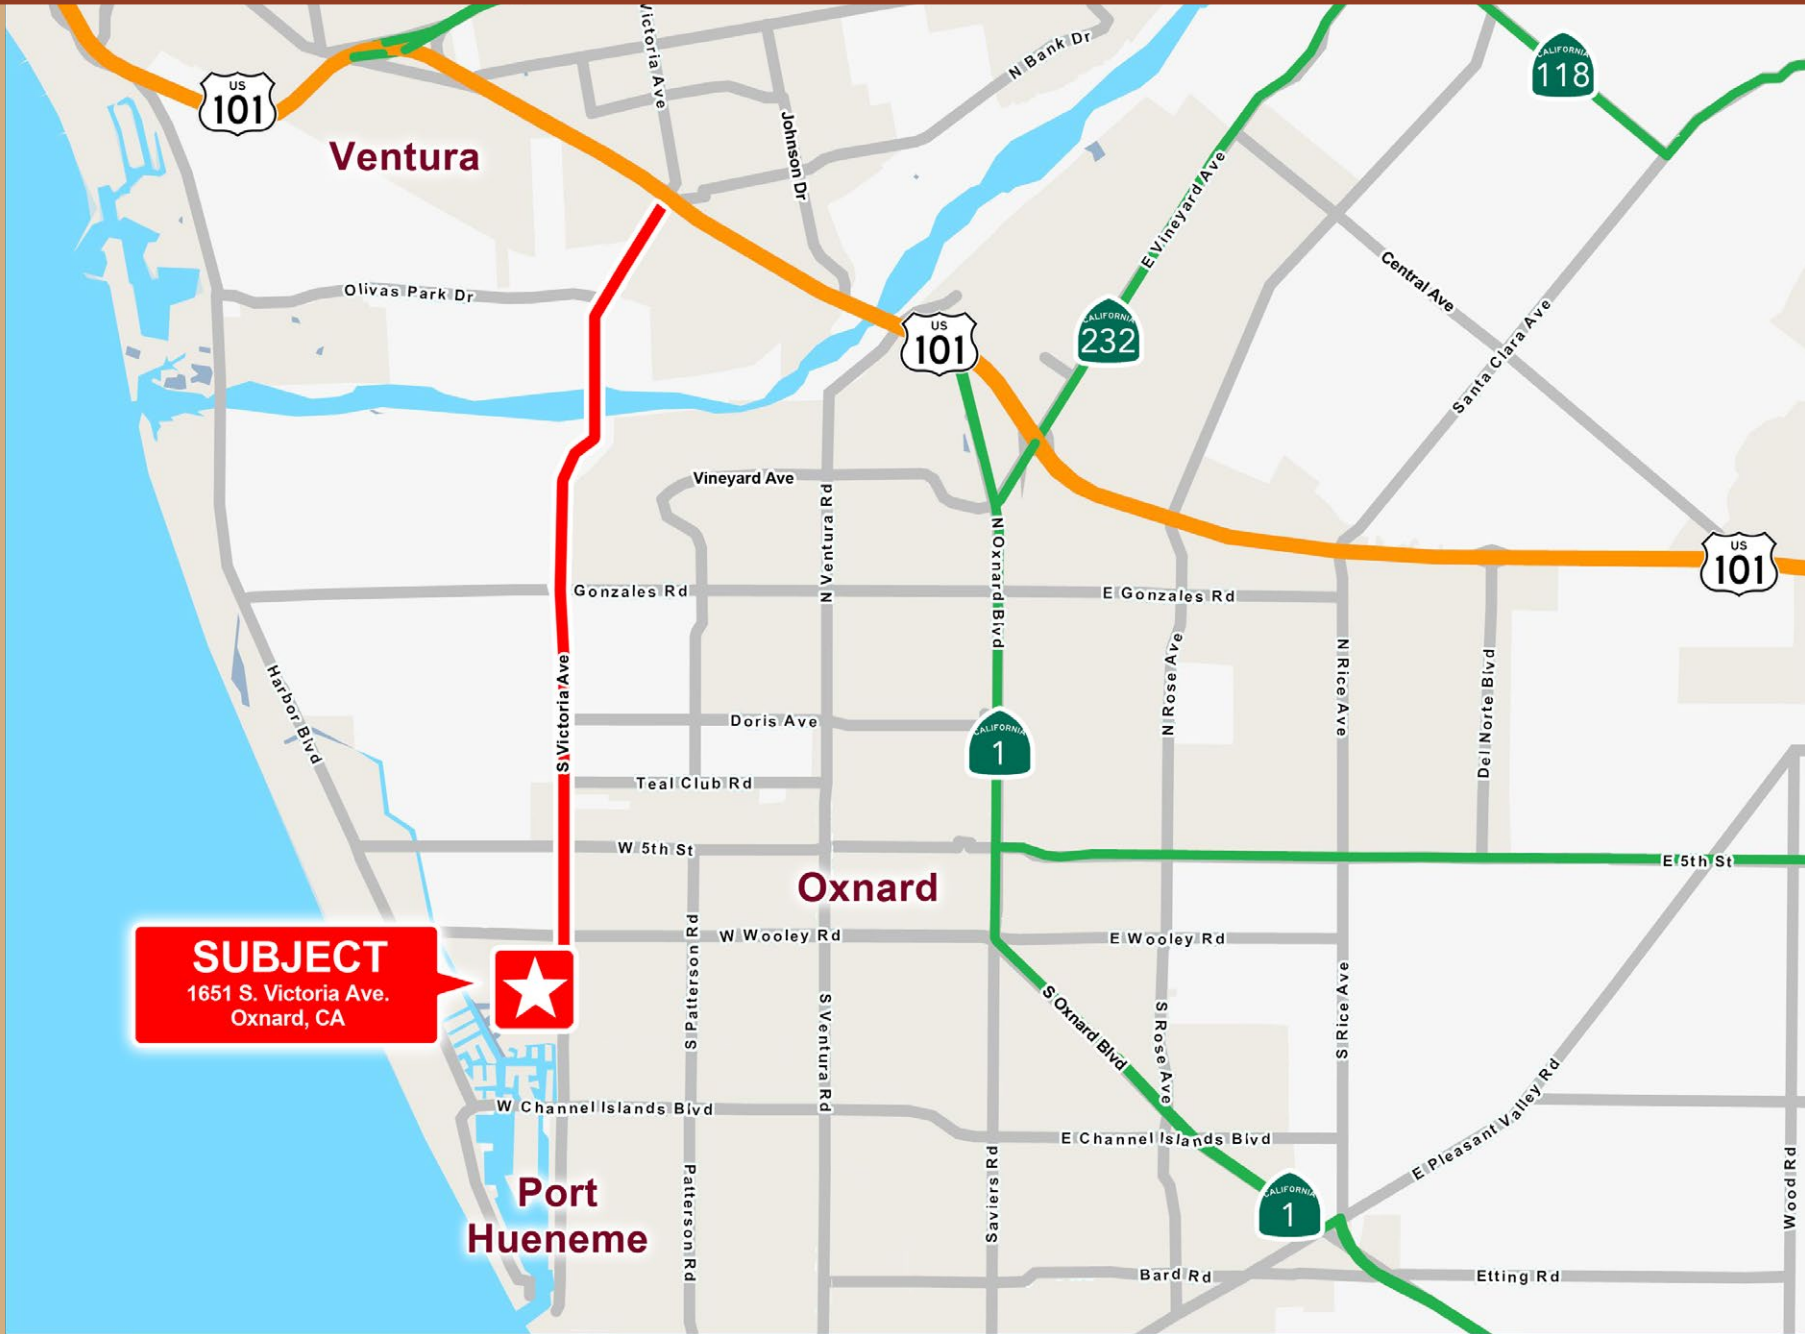 Victoria Ave
N Bank Dr
CALIFORNIA
118
US
101
Ventura
Johnson Dr
E Vineyard Ave
Central Ave
Olivas Park Dr
CALIFORNIA
232
US
101
Santa Clara Ave
Vineyard Ave
N Ventura Rd
N Oxnard Blvd
US
101
Gonzales Rd
E Gonzales Rd
S Victoria Ave
Harbor Blvd
N Rose Ave
N Rice Ave
Del Norte Blvd
Doris Ave
CALIFORNIA
1
Teal Club Rd
W 5th St
E 5th St
Oxnard
W Wooley Rd
E Wooley Rd
SUBJECT
1651 S. Victoria Ave.
Oxnard, CA
S Patterson Rd
S Ventura Rd
S Oxnard Blvd
S Rose Ave
S Rice Ave
W Channel Islands Blvd
E Channel Islands Blvd
E Pleasant Valley Rd
Port
Hueneme
Patterson Rd
Saviers Rd
CALIFORNIA
1
Wood Rd
Bard Rd
Etting Rd